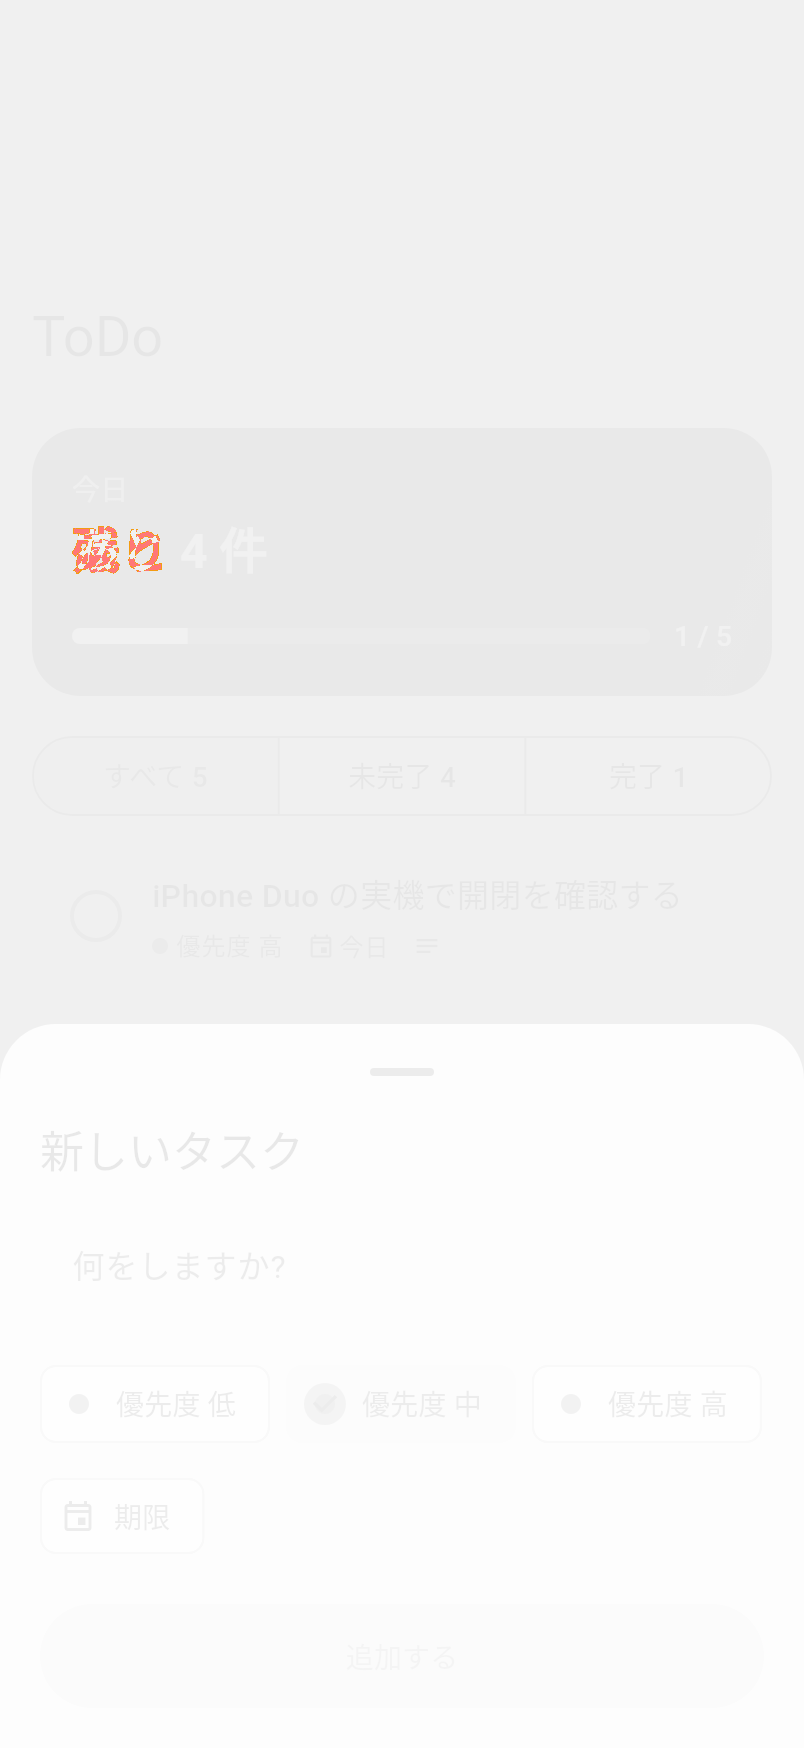 ToDo
今日
残り 4 件
1 / 5
すべて 5
未完了 4
完了 1
iPhone Duo の実機で開閉を確認する
優先度 高
今日
新しいタスク
何をしますか?
優先度 低
優先度 中
優先度 高
期限
追加する